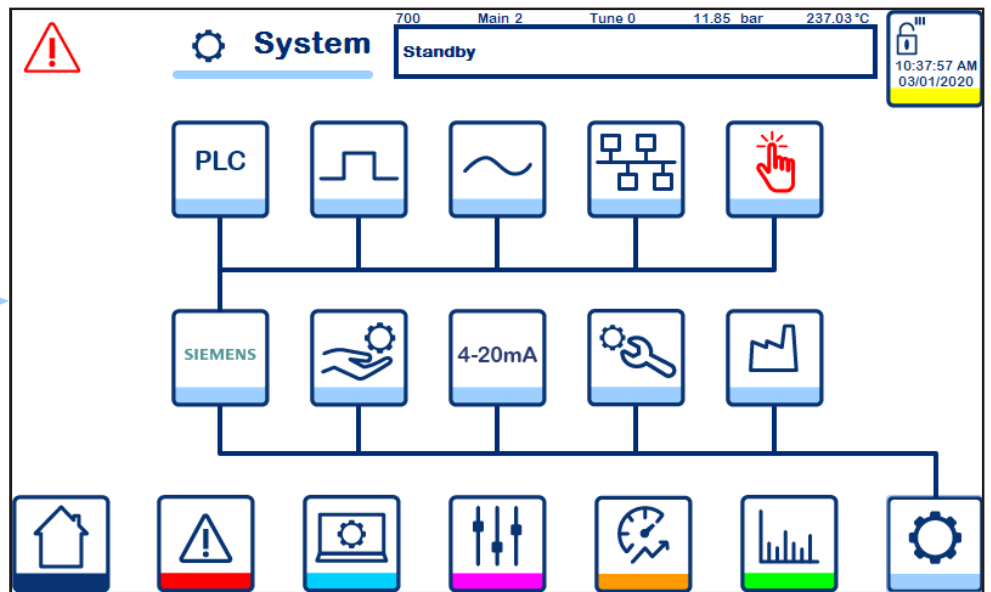 700 Main 2 Tune 0 11.85 bar 237.03 °C
System
Standby
10:37:57 AM
03/01/2020
PLC
SIEMENS
4-20mA